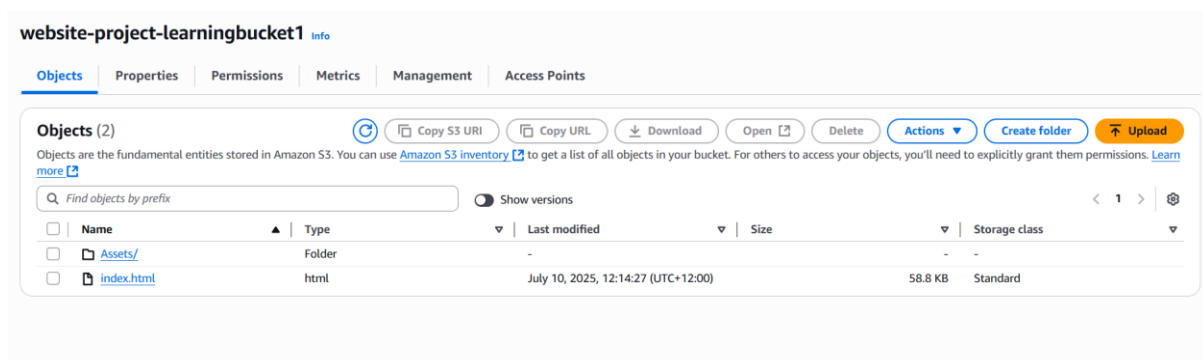 website-project-learningbucket1 Info
Objects Properties Permissions Metrics Management Access Points
Objects (2) Copy S3 URI Copy URL Download Open Delete Actions Create folder Upload
Objects are the fundamental entities stored in Amazon S3. You can use Amazon S3 inventory to get a list of all objects in your bucket. For others to access your objects, you'll need to explicitly grant them permissions. Learn
more
Find objects by prefix Show versions 1
Name Type Last modified Size Storage class
Assets/ Folder - - -
index.html html July 10, 2025, 12:14:27 (UTC+12:00) 58.8 KB Standard